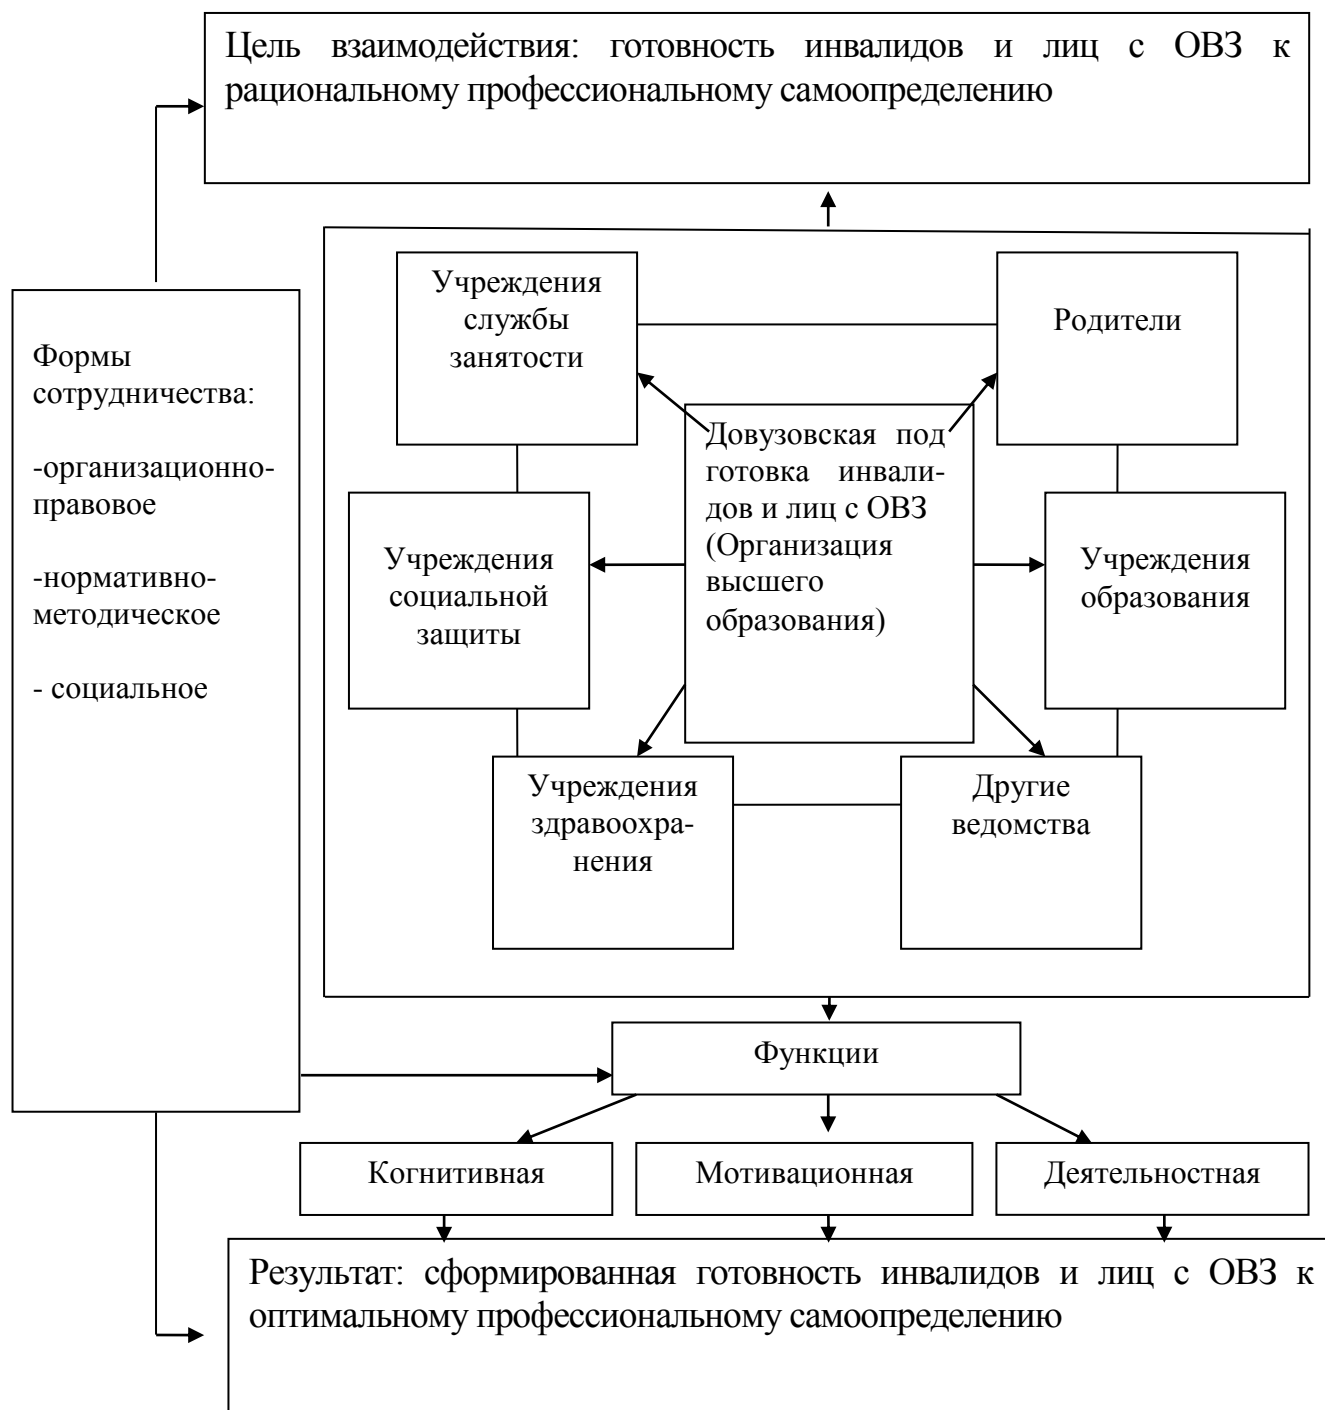 Цель взаимодействия: готовность инвалидов и лиц с ОВЗ к
рациональному профессиональному самоопределению
Формы
сотрудничества:
-организационно-
правовое
-нормативно-
методическое
- социальное
Учреждения
службы
занятости
Родители
Довузовская под
готовка инвали-
дов и лиц с ОВЗ
(Организация
высшего
образования)
Учреждения
социальной
защиты
Учреждения
образования
Учреждения
здравоохра-
нения
Другие
ведомства
Функции
Когнитивная
Мотивационная
Деятельностная
Результат: сформированная готовность инвалидов и лиц с ОВЗ к
оптимальному профессиональному самоопределению